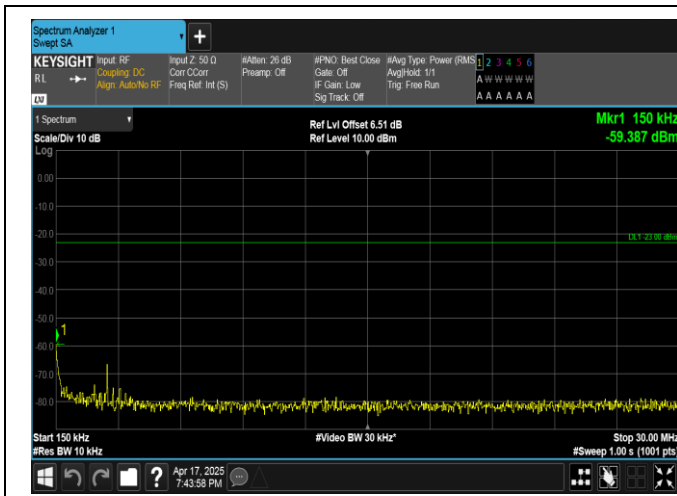 Spectrum Analyzer 1
Swept SA
+
KEYSIGHT
RL
LXI
Input: RF
Coupling: DC
Align: Auto/No RF
Input Z: 50 Ω
Corr CCorr
Freq Ref: Int (S)
#Atten: 26 dB
Preamp: Off
#PNO: Best Close
Gate: Off
IF Gain: Low
Sig Track: Off
#Avg Type: Power (RMS
Avg|Hold: 1/1
Trig: Free Run
1 2 3 4 5 6
A W W W W W
A A A A A A
1 Spectrum
Scale/Div 10 dB
Ref Lvl Offset 6.51 dB
Ref Level 10.00 dBm
Mkr1 150 kHz
-59.387 dBm
Log
0.00
-10.0
-20.0
DL1 -23.00 dBm
-30.0
-40.0
-50.0
1
-60.0
-70.0
-80.0
Start 150 kHz
#Res BW 10 kHz
#Video BW 30 kHz*
Stop 30.00 MHz
#Sweep 1.00 s (1001 pts)
?
Apr 17, 2025
7:43:58 PM